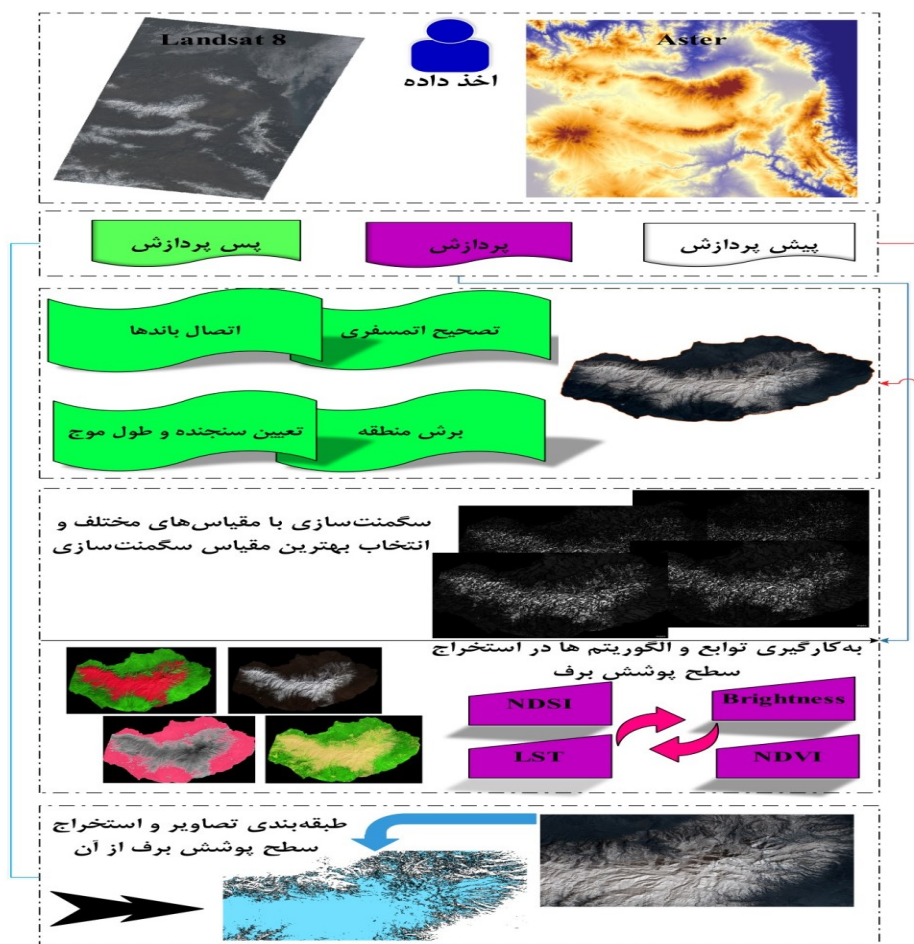 Landsat 8
Aster
اخذ داده
پیش پردازش
پردازش
پس پردازش
تصحیح اتمسفری
اتصال باندها
برش منطقه
تعیین سنجنده و طول موج
سگمنت‌سازی با مقیاس‌های مختلف و
انتخاب بهترین مقیاس سگمنت‌سازی
به‌کارگیری توابع و الگوریتم ها در استخراج
سطح پوشش برف
NDSI
Brightness
LST
NDVI
طبقه‌بندی تصاویر و استخراج
سطح پوشش برف از آن